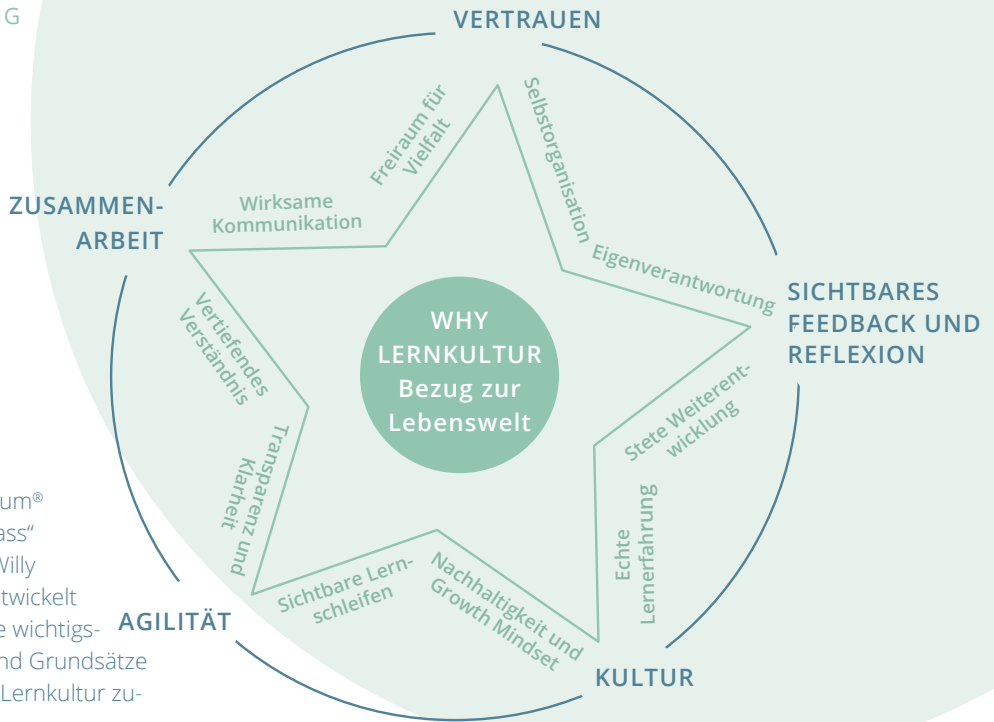 VERTRAUEN
Freiraum für
Vielfalt
Selbstorganisation
ZUSAMMEN-
ARBEIT
Wirksame
Kommunikation
Eigenverantwortung
SICHTBARES
FEEDBACK UND
REFLEXION
WHY
LERNKULTUR
Bezug zur
Lebenswelt
Vertiefendes
Verständnis
Stete Weiterent-
wicklung
Transparenz und
Klarheit
Echte
Lernerfahrung
Sichtbare Lern-
schleifen
Nachhaltigkeit und
Growth Mindset
AGILITÄT
KULTUR
um®
ass“
Willy
twickelt
e wichtigs-
nd Grundsätze
Lernkultur zu-